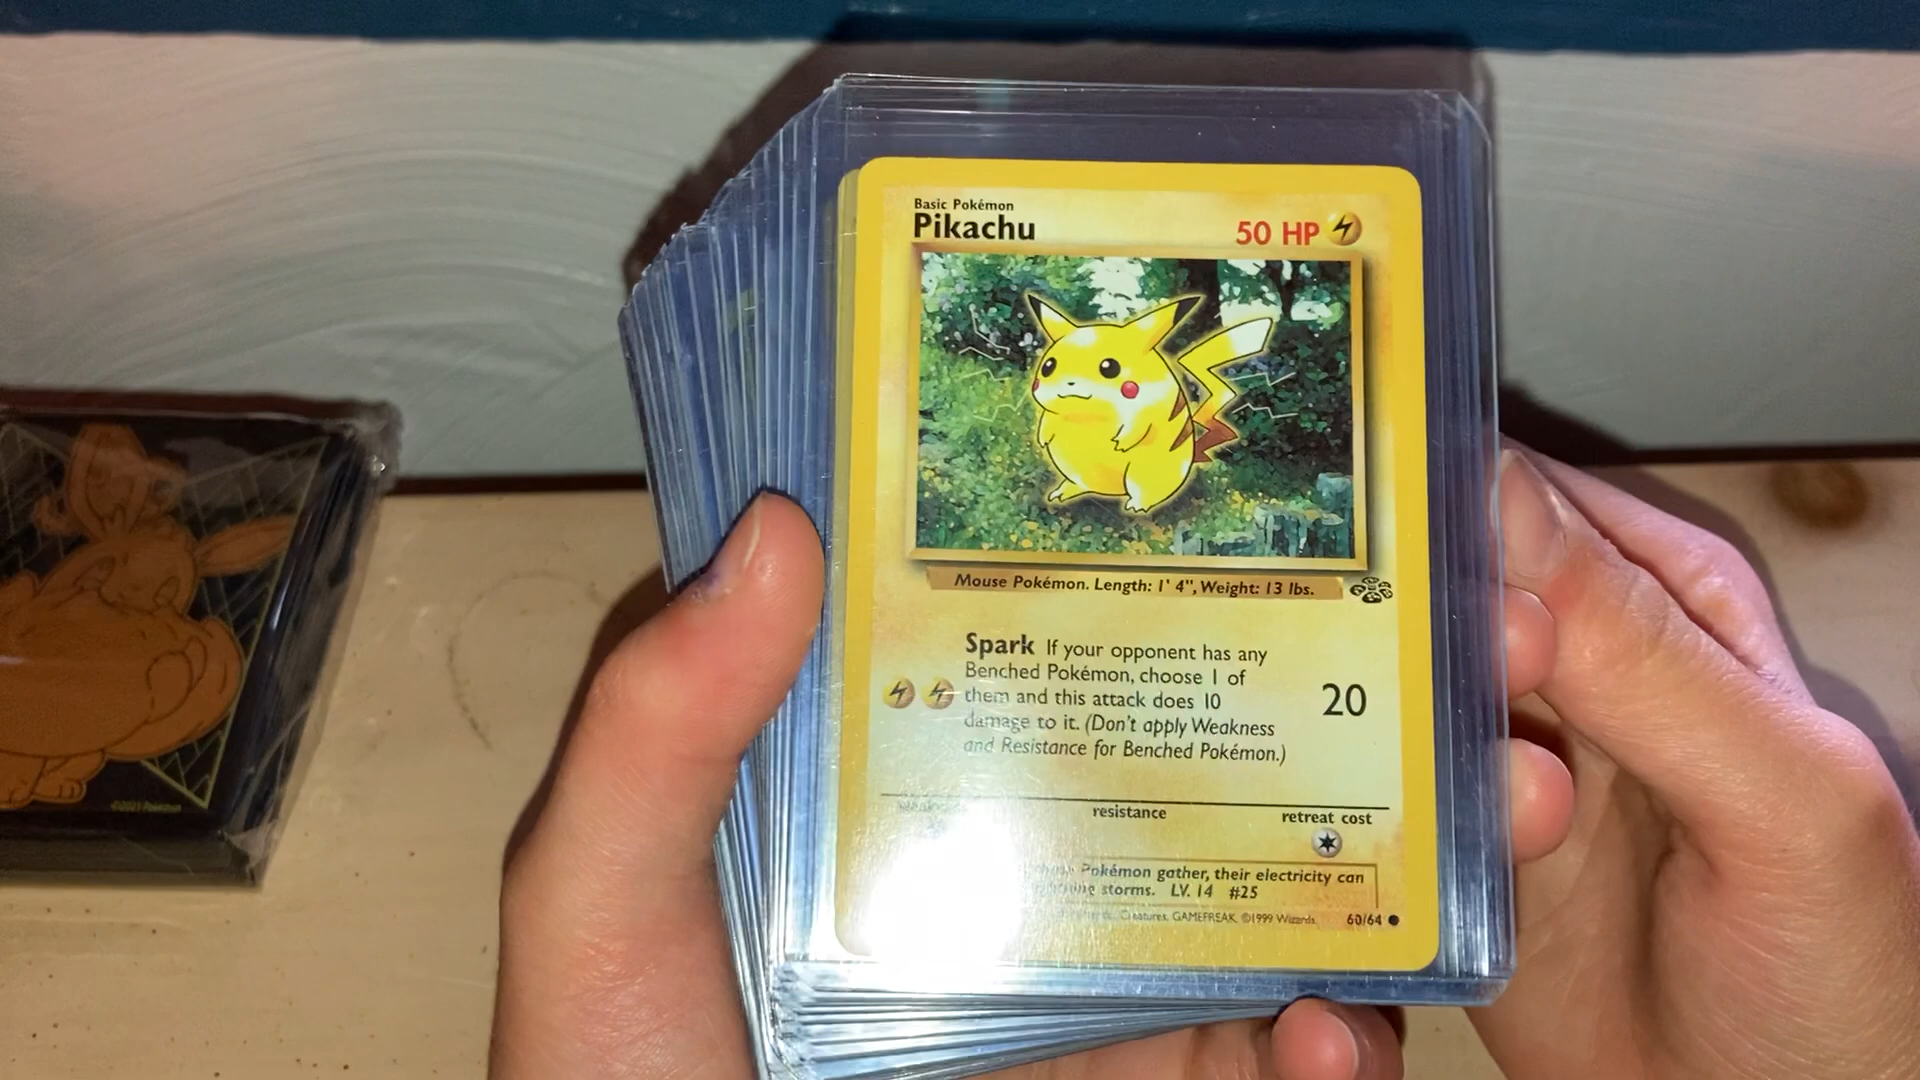 Basic Pokémon
Pikachu
50 HP
Mouse Pokémon. Length: 1' 4", Weight: 13 lbs.
Spark If your opponent has any
Benched Pokémon, choose 1 of
them and this attack does 10
damage to it. (Don't apply Weakness
and Resistance for Benched Pokémon.)
20
resistance
retreat cost
Pokémon gather, their electricity can
storms. LV. 14 #25
Creatures, GAMEFREAK. ©1999 Wizards.
60/64
©2021 Pokémon